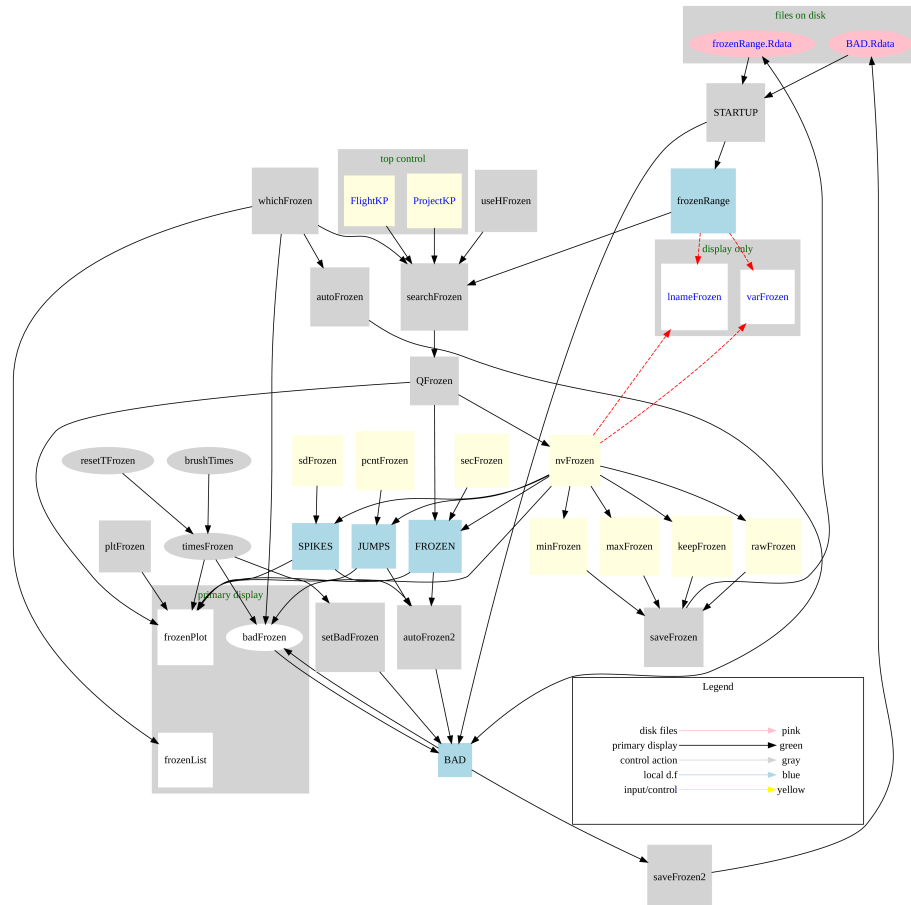 files on disk
frozenRange.Rdata
BAD.Rdata
STARTUP
top control
whichFrozen
FlightKP
ProjectKP
useHFrozen
frozenRange
display only
autoFrozen
searchFrozen
lnameFrozen
varFrozen
QFrozen
resetTFrozen
brushTimes
sdFrozen
pcntFrozen
secFrozen
nvFrozen
pltFrozen
timesFrozen
SPIKES
JUMPS
FROZEN
minFrozen
maxFrozen
keepFrozen
rawFrozen
primary display
frozenPlot
badFrozen
setBadFrozen
autoFrozen2
saveFrozen
frozenList
BAD
Legend
disk files
pink
primary display
green
control action
gray
local d.f
blue
input/control
yellow
saveFrozen2